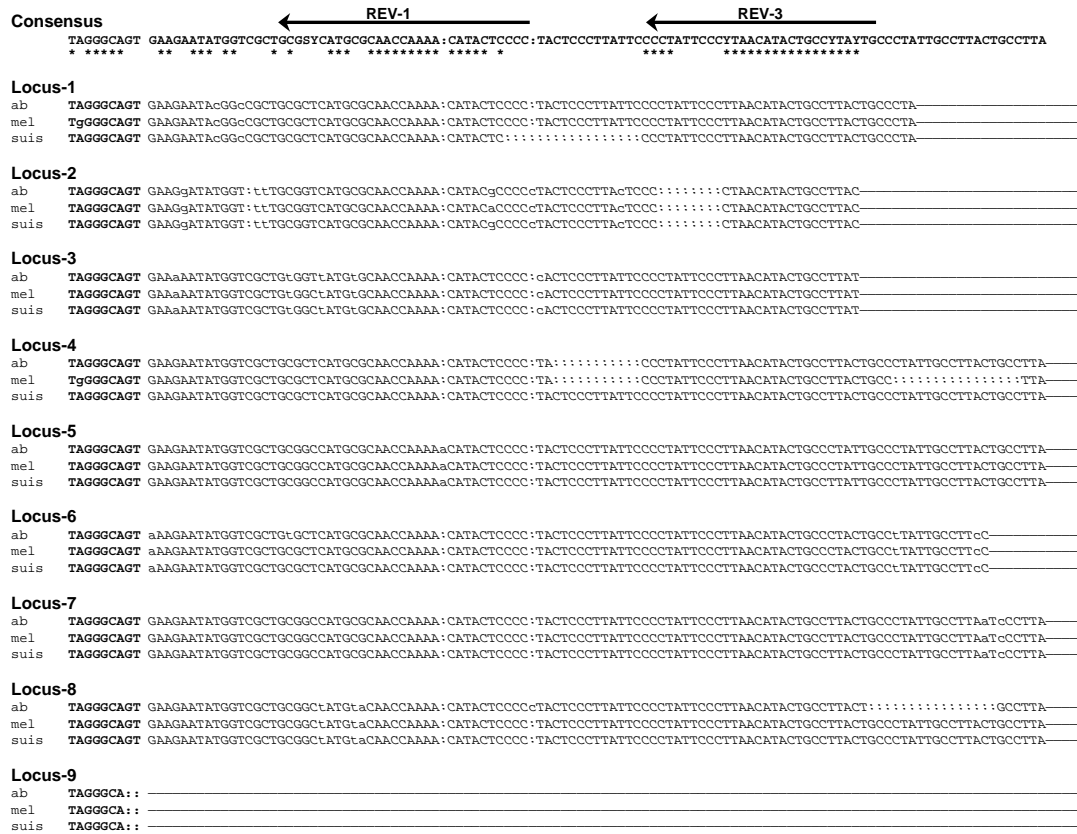 Consensus REV-1 REV-3
TAGGGCAGT GAAGAATATGGTCGCTGCGSYCATGCGCAACCAAAA:CATACTCCCC:TACTCCCTTATTCCCCTATTCCCYTAACATACTGCCYTAYTGCCCTATTGCCTTACTGCCTTA
* ***** ** *** ** * * *** **** ********* ****** * **** *****************
Locus-1
ab TAGGGCAGT GAAGAATAcGGcCGCTGCGCTCATGCGCAACCAAAA:CATACTCCCC:TACTCCCTTATTCCCCTATTCCCTTAACATACTGCCTTACTGCCCTA
mel TgGGGCAGT GAAGAATAcGGcCGCTGCGCTCATGCGCAACCAAAA:CATACTCCCC:TACTCCCTTATTCCCCTATTCCCTTAACATACTGCCTTACTGCCCTA
suis TAGGGCAGT GAAGAATAcGGcCGCTGCGCTCATGCGCAACCAAAA:CATACTC:::::::::::::::::CCCTATTCCCTTAACATACTGCCTTACTGCCCTA
Locus-2
ab TAGGGCAGT GAAGgATATGGT:ttTGCGGTCATGCGCAACCAAAA:CATACgCCCCcTACTCCCTTAcTCCC::::::::CTAACATACTGCCTTAC
mel TAGGGCAGT GAAGgATATGGT:ttTGCGGTCATGCGCAACCAAAA:CATACaCCCCcTACTCCCTTAcTCCC::::::::CTAACATACTGCCTTAC
suis TAGGGCAGT GAAGgATATGGT:ttTGCGGTCATGCGCAACCAAAA:CATACgCCCCcTACTCCCTTAcTCCC::::::::CTAACATACTGCCTTAC
Locus-3
ab TAGGGCAGT GAAaAATATGGTCGCTGtGGTtATGtGCAACCAAAA:CATACTCCCC:cACTCCCTTATTCCCCTATTCCCTTAACATACTGCCTTAT
mel TAGGGCAGT GAAaAATATGGTCGCTGtGGCtATGtGCAACCAAAA:CATACTCCCC:cACTCCCTTATTCCCCTATTCCCTTAACATACTGCCTTAT
suis TAGGGCAGT GAAaAATATGGTCGCTGtGGCtATGtGCAACCAAAA:CATACTCCCC:cACTCCCTTATTCCCCTATTCCCTTAACATACTGCCTTAT
Locus-4
ab TAGGGCAGT GAAGAATATGGTCGCTGCGCTCATGCGCAACCAAAA:CATACTCCCC:TA:::::::::::CCCTATTCCCTTAACATACTGCCTTACTGCCCTATTGCCTTACTGCCTTA
mel TgGGGCAGT GAAGAATATGGTCGCTGCGCTCATGCGCAACCAAAA:CATACTCCCC:TA:::::::::::CCCTATTCCCTTAACATACTGCCTTACTGCC::::::::::::::::TTA
suis TAGGGCAGT GAAGAATATGGTCGCTGCGCTCATGCGCAACCAAAA:CATACTCCCC:TACTCCCTTATTCCCCTATTCCCTTAACATACTGCCTTACTGCCCTATTGCCTTACTGCCTTA
Locus-5
ab TAGGGCAGT GAAGAATATGGTCGCTGCGGCCATGCGCAACCAAAAaCATACTCCCC:TACTCCCTTATTCCCCTATTCCCTTAACATACTGCCCTATTGCCCTATTGCCTTACTGCCTTA
mel TAGGGCAGT GAAGAATATGGTCGCTGCGGCCATGCGCAACCAAAAaCATACTCCCC:TACTCCCTTATTCCCCTATTCCCTTAACATACTGCCTTATTGCCCTATTGCCTTACTGCCTTA
suis TAGGGCAGT GAAGAATATGGTCGCTGCGGCCATGCGCAACCAAAAaCATACTCCCC:TACTCCCTTATTCCCCTATTCCCTTAACATACTGCCTTATTGCCCTATTGCCTTACTGCCTTA
Locus-6
ab TAGGGCAGT aAAGAATATGGTCGCTGtGCTCATGCGCAACCAAAA:CATACTCCCC:TACTCCCTTATTCCCCTATTCCCTTAACATACTGCCCTACTGCCtTATTGCCTTcC
mel TAGGGCAGT aAAGAATATGGTCGCTGCGCTCATGCGCAACCAAAA:CATACTCCCC:TACTCCCTTATTCCCCTATTCCCTTAACATACTGCCCTACTGCCtTATTGCCTTcC
suis TAGGGCAGT aAAGAATATGGTCGCTGCGCTCATGCGCAACCAAAA:CATACTCCCC:TACTCCCTTATTCCCCTATTCCCTTAACATACTGCCCTACTGCCtTATTGCCTTcC
Locus-7
ab TAGGGCAGT GAAGAATATGGTCGCTGCGGCCATGCGCAACCAAAA:CATACTCCCC:TACTCCCTTATTCCCCTATTCCCTTAACATACTGCCTTACTGCCCTATTGCCTTAaTcCCTTA
mel TAGGGCAGT GAAGAATATGGTCGCTGCGGCCATGCGCAACCAAAA:CATACTCCCC:TACTCCCTTATTCCCCTATTCCCTTAACATACTGCCTTACTGCCCTATTGCCTTAaTcCCTTA
suis TAGGGCAGT GAAGAATATGGTCGCTGCGGCCATGCGCAACCAAAA:CATACTCCCC:TACTCCCTTATTCCCCTATTCCCTTAACATACTGCCTTACTGCCCTATTGCCTTAaTcCCTTA
Locus-8
ab TAGGGCAGT GAAGAATATGGTCGCTGCGGCtATGtaCAACCAAAA:CATACTCCCCcTACTCCCTTATTCCCCTATTCCCTTAACATACTGCCTTACT::::::::::::::::GCCTTA
mel TAGGGCAGT GAAGAATATGGTCGCTGCGGCtATGtaCAACCAAAA:CATACTCCCC:TACTCCCTTATTCCCCTATTCCCTTAACATACTGCCTTACTGCCCTATTGCCTTACTGCCTTA
suis TAGGGCAGT GAAGAATATGGTCGCTGCGGCtATGtaCAACCAAAA:CATACTCCCC:TACTCCCTTATTCCCCTATTCCCTTAACATACTGCCTTACTGCCCTATTGCCTTACTGCCTTA
Locus-9
ab TAGGGCA::
mel TAGGGCA::
suis TAGGGCA::